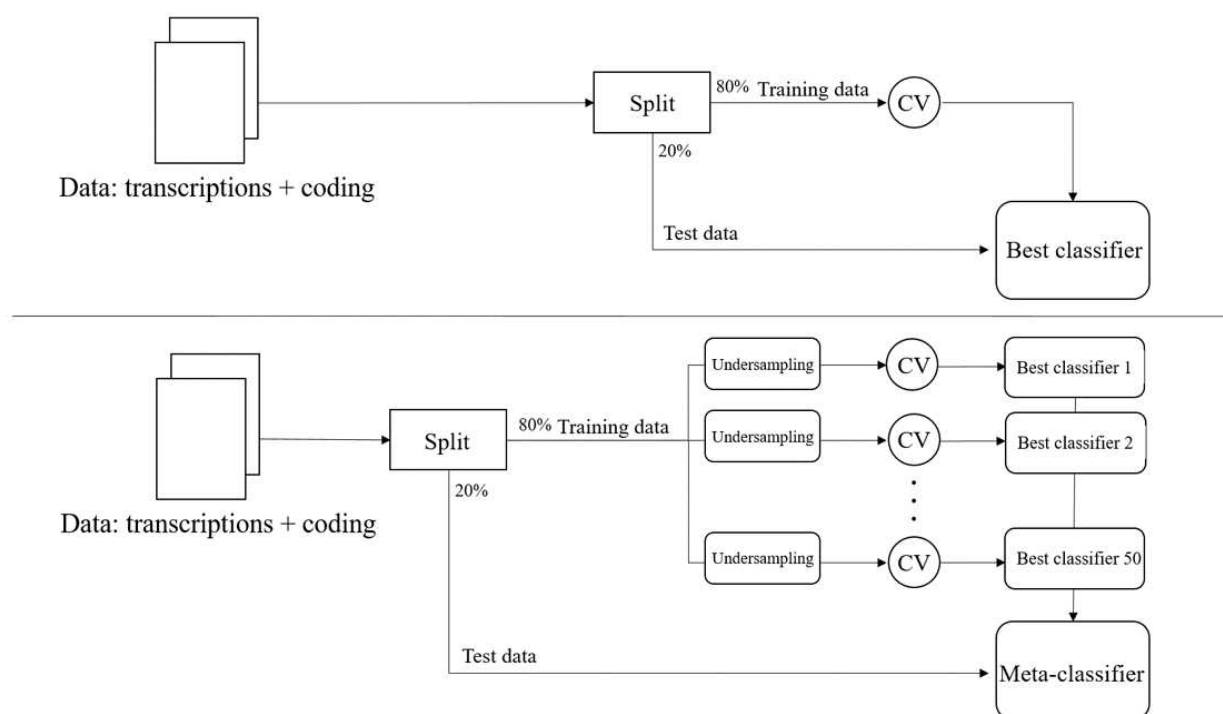 Split
80% Training data
CV
20%
Data: transcriptions + coding
Test data
Best classifier
Undersampling
CV
Best classifier 1
Split
80% Training data
Undersampling
CV
Best classifier 2
20%
Data: transcriptions + coding
Undersampling
CV
Best classifier 50
Test data
Meta-classifier